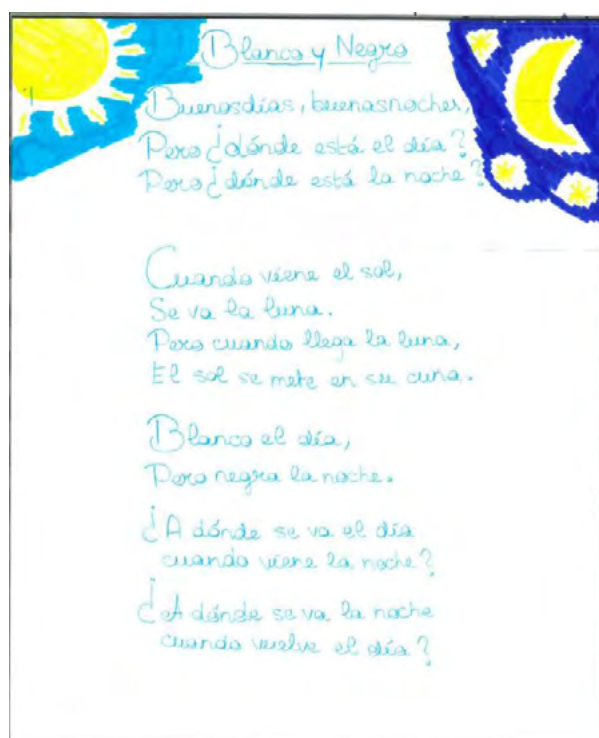 Blanco y Negro
Buenosdías, buenasnoches,
Pero ¿dónde está el día?
Pero ¿dónde está la noche?
Cuando viene el sol,
Se va la luna.
Pero cuando llega la luna,
El sol se mete en su cuna.
Blanco el día,
Pero negra la noche.
¿A dónde se va el día
cuando viene la noche?
¿A dónde se va la noche
cuando vuelve el día?